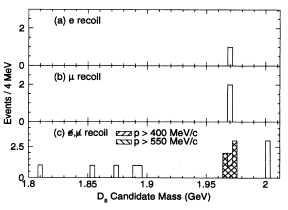 (a) e recoil
2
0
(b) μ recoil
2
0
Events / 4 MeV
(c) e̸,μ̸ recoil
p > 400 MeV/c
p > 550 MeV/c
2.5
0
1.8 1.85 1.9 1.95 2
Ds Candidate Mass (GeV)